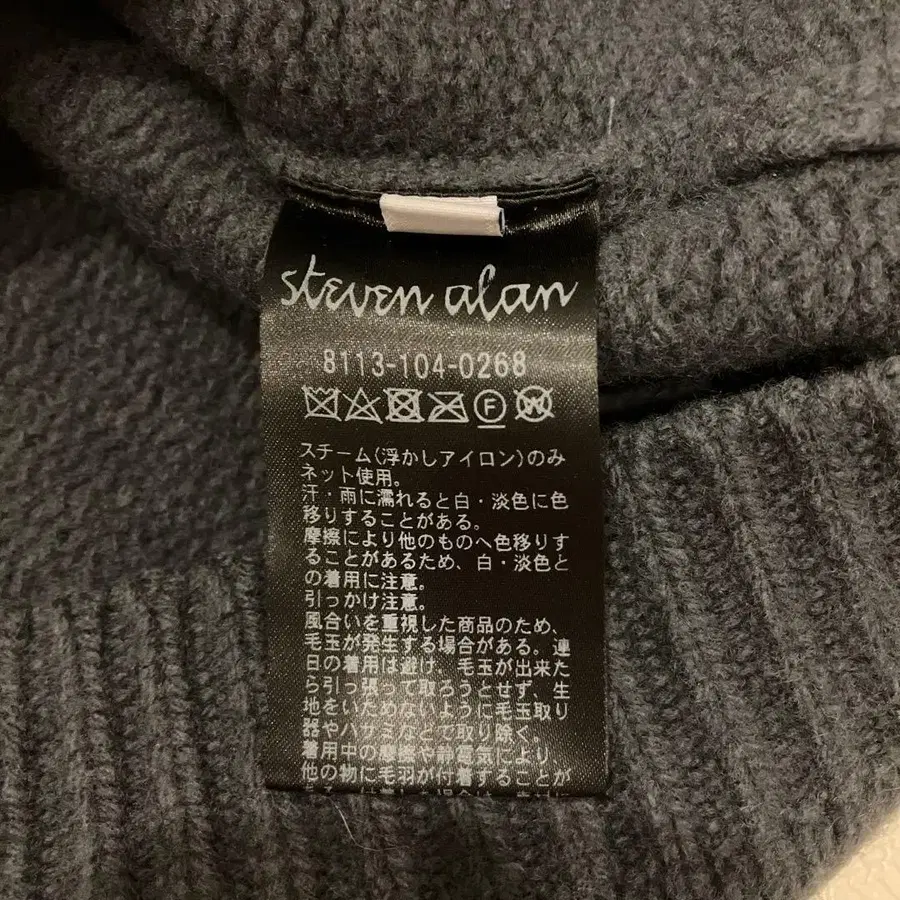 steven alan
8113-104-0268
F W
スチーム(浮かしアイロン)のみ
ネット使用。
汗・雨に濡れると白・淡色に色
移りすることがある。
摩擦により他のものへ色移りす
ることがあるため、白・淡色と
の着用に注意。
引っかけ注意。
風合いを重視した商品のため、
毛玉が発生する場合がある。連
日の着用は避け、毛玉が出来た
ら引っ張って取ろうとせず、生
地をいためないように毛玉取り
器やハサミなどで取り除く。
着用中の摩擦や静電気により、
他の物に毛羽が付着することが